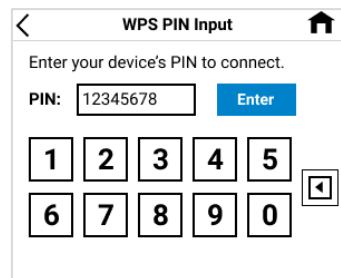 WPS PIN Input
Enter your device’s PIN to connect.
PIN: 12345678 Enter
1 2 3 4 5
6 7 8 9 0